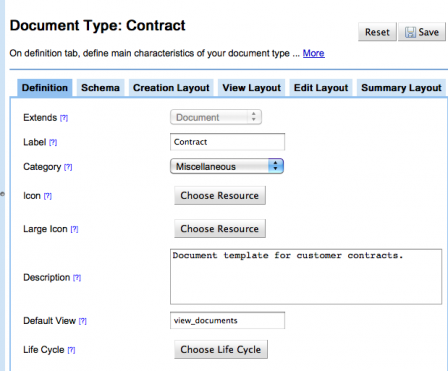 Document Type: Contract
Reset Save
On definition tab, define main characteristics of your document type ... More
Definition Schema Creation Layout View Layout Edit Layout Summary Layout
Extends [?] Document
Label [?] Contract
Category [?] Miscellaneous
e
Icon [?] Choose Resource
Large Icon [?] Choose Resource
Document template for customer contracts.
Description [?]
Default View [?] view_documents
Life Cycle [?] Choose Life Cycle